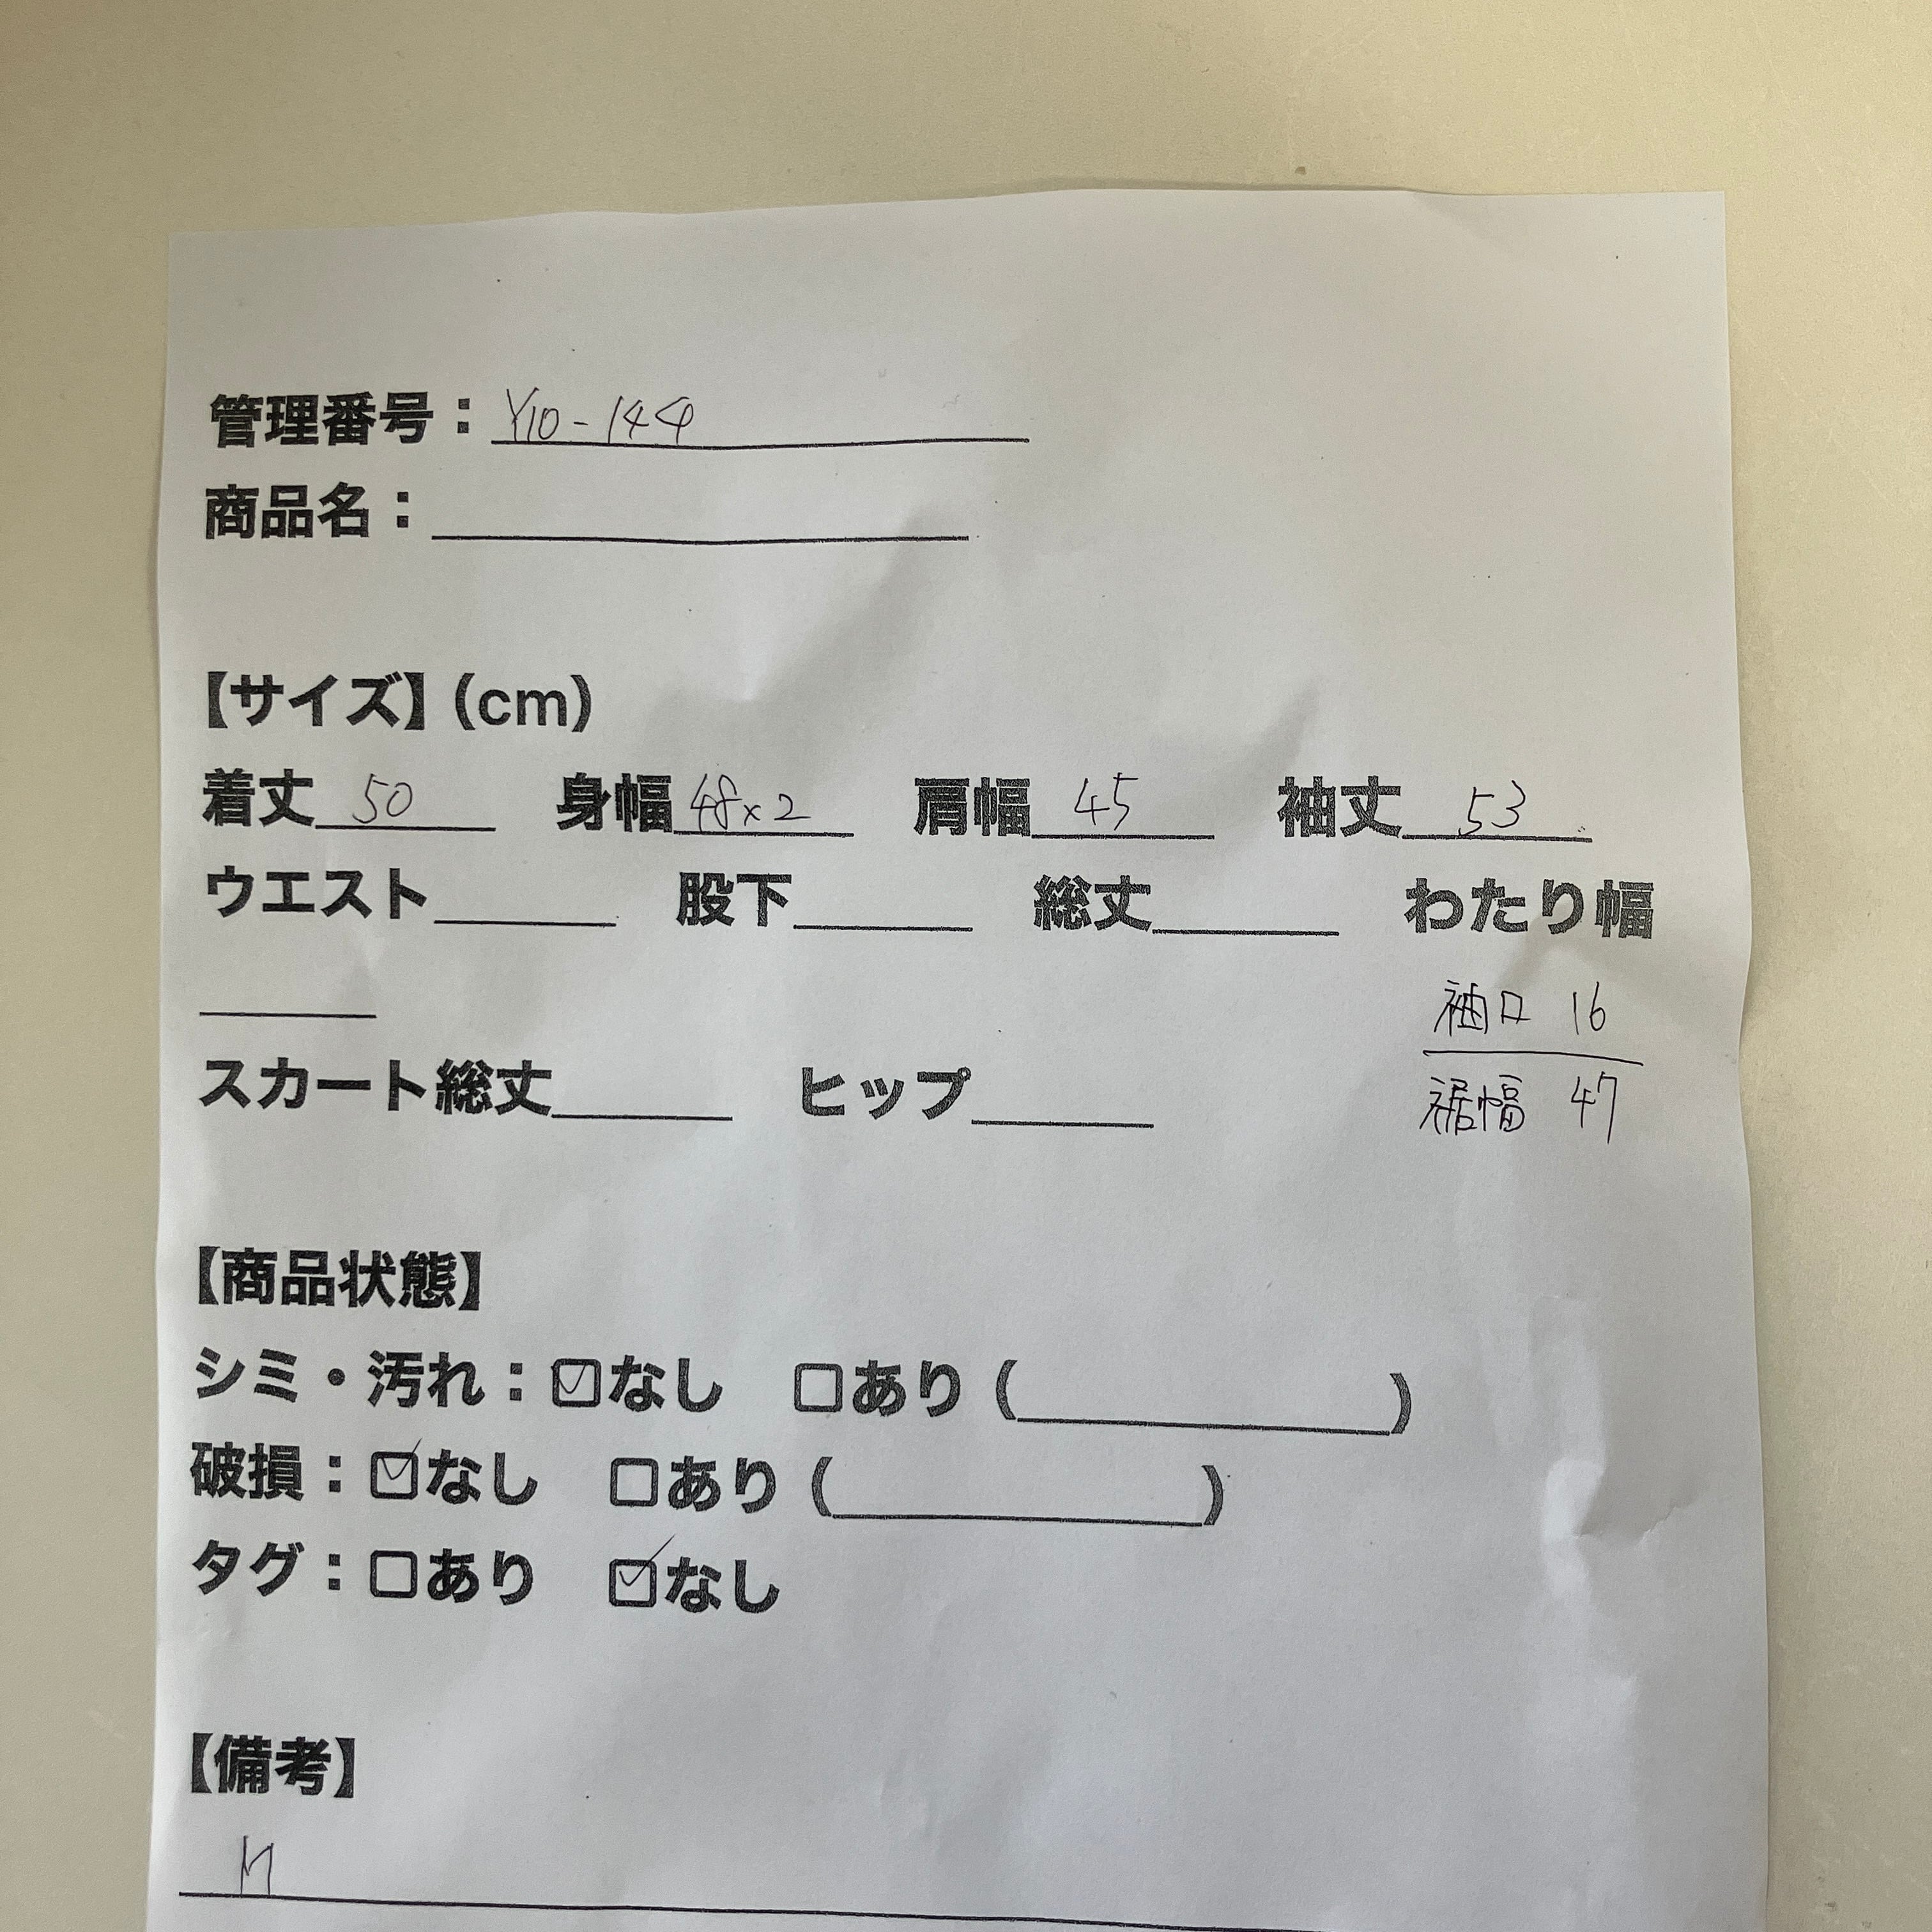 管理番号：Y10-144
商品名：
【サイズ】(cm)
着丈 50 身幅 48×2 肩幅 45 袖丈 53
ウエスト 股下 総丈 わたり幅
袖口 16
スカート総丈 ヒップ
裾幅 47
【商品状態】
シミ・汚れ：☑なし □あり（ ）
破損：☑なし □あり（ ）
タグ：□あり ☑なし
【備考】
M